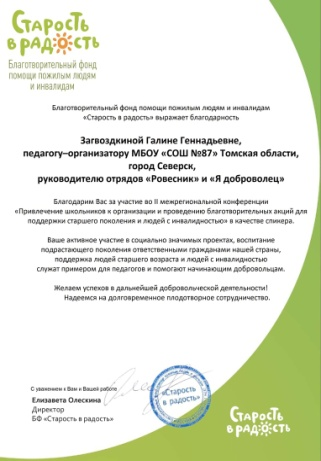 Старость
в радость
Благотворительный фонд
помощи пожилым людям
и инвалидам
Благотворительный фонд помощи пожилым людям и инвалидам
«Старость в радость» выражает благодарность
Загвоздкиной Галине Геннадьевне,
педагогу–организатору МБОУ «СОШ №87» Томская области,
город Северск,
руководителю отрядов «Ровесник» и «Я доброволец»
Благодарим Вас за участие во II межрегиональной конференции
«Привлечение школьников к организации и проведению благотворительных акций для
поддержки старшего поколения и людей с инвалидностью» в качестве спикера.
Ваше активное участие в социально значимых проектах, воспитание
подрастающего поколения ответственными гражданами нашей страны,
поддержка людей старшего возраста и людей с инвалидностью
служат примером для педагогов и помогают начинающим добровольцам.
Желаем успехов в дальнейшей добровольческой деятельности!
Надеемся на долговременное плодотворное сотрудничество.
С уважением к Вам и Вашей работе
Елизавета Олескина
Директор
БФ «Старость в радость»
«Старость
в радость»
Старость
в радость